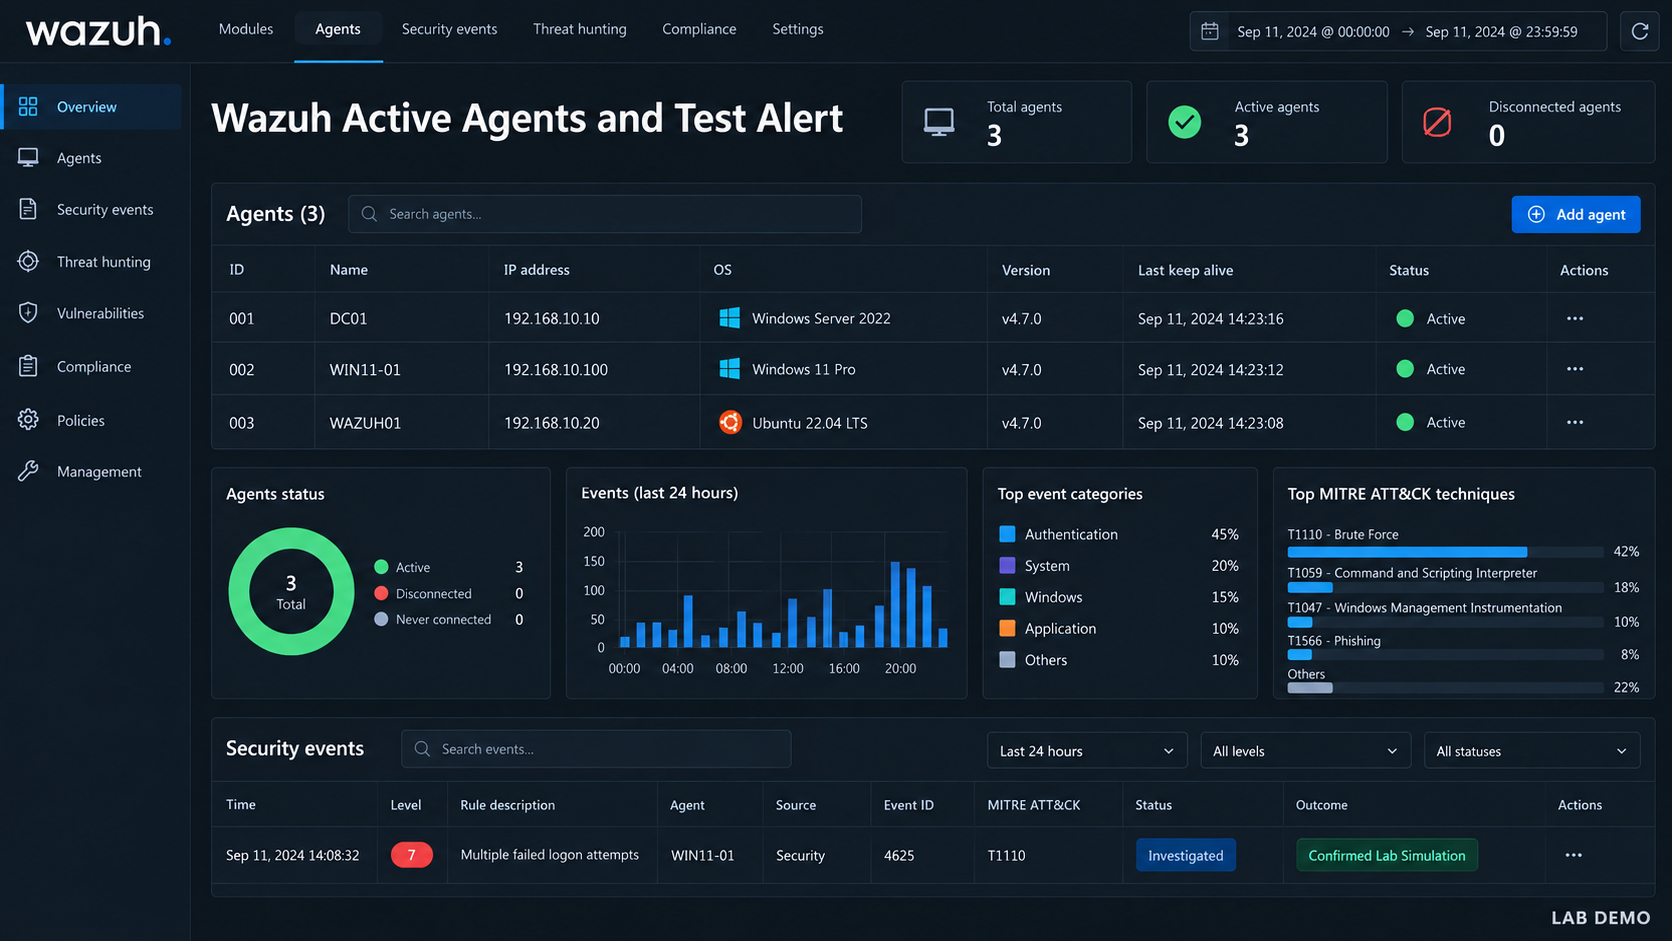 wazuh.
Modules Agents Security events Threat hunting Compliance Settings
Sep 11, 2024 @ 00:00:00 → Sep 11, 2024 @ 23:59:59
Overview
Agents
Security events
Threat hunting
Vulnerabilities
Compliance
Policies
Management
Wazuh Active Agents and Test Alert
Total agents
3
Active agents
3
Disconnected agents
0
Agents (3)
Search agents...
Add agent
ID Name IP address OS Version Last keep alive Status Actions
001 DC01 192.168.10.10 Windows Server 2022 v4.7.0 Sep 11, 2024 14:23:16 Active ...
002 WIN11-01 192.168.10.100 Windows 11 Pro v4.7.0 Sep 11, 2024 14:23:12 Active ...
003 WAZUH01 192.168.10.20 Ubuntu 22.04 LTS v4.7.0 Sep 11, 2024 14:23:08 Active ...
Agents status
3
Total
Active 3
Disconnected 0
Never connected 0
Events (last 24 hours)
200
150
100
50
0
00:00 04:00 08:00 12:00 16:00 20:00
Top event categories
Authentication 45%
System 20%
Windows 15%
Application 10%
Others 10%
Top MITRE ATT&CK techniques
T1110 - Brute Force
42%
T1059 - Command and Scripting Interpreter
18%
T1047 - Windows Management Instrumentation
10%
T1566 - Phishing
8%
Others
22%
Security events
Search events...
Last 24 hours
All levels
All statuses
Time Level Rule description Agent Source Event ID MITRE ATT&CK Status Outcome Actions
Sep 11, 2024 14:08:32 7 Multiple failed logon attempts WIN11-01 Security 4625 T1110 Investigated Confirmed Lab Simulation ...
LAB DEMO